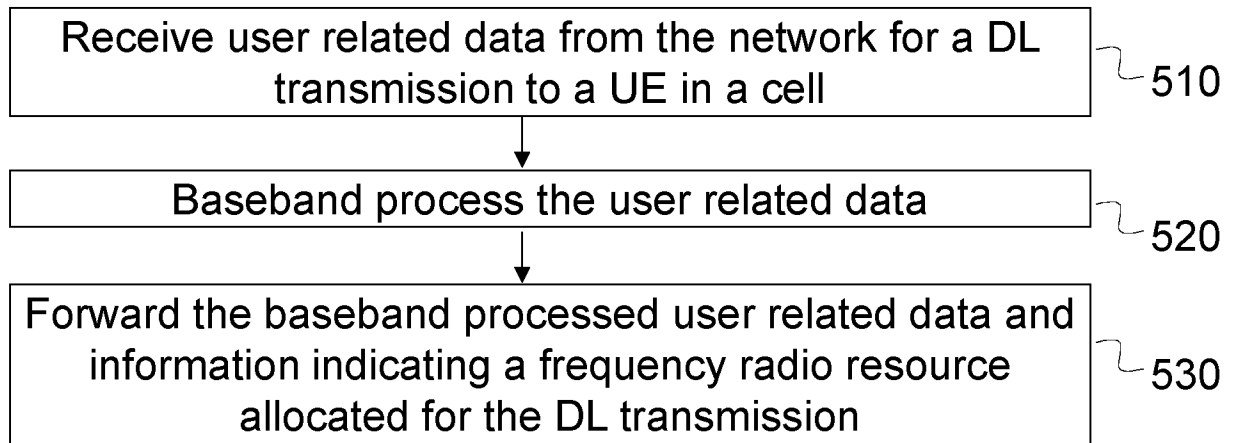 Receive user related data from the network for a DL
transmission to a UE in a cell
510
Baseband process the user related data
520
Forward the baseband processed user related data and
information indicating a frequency radio resource
allocated for the DL transmission
530